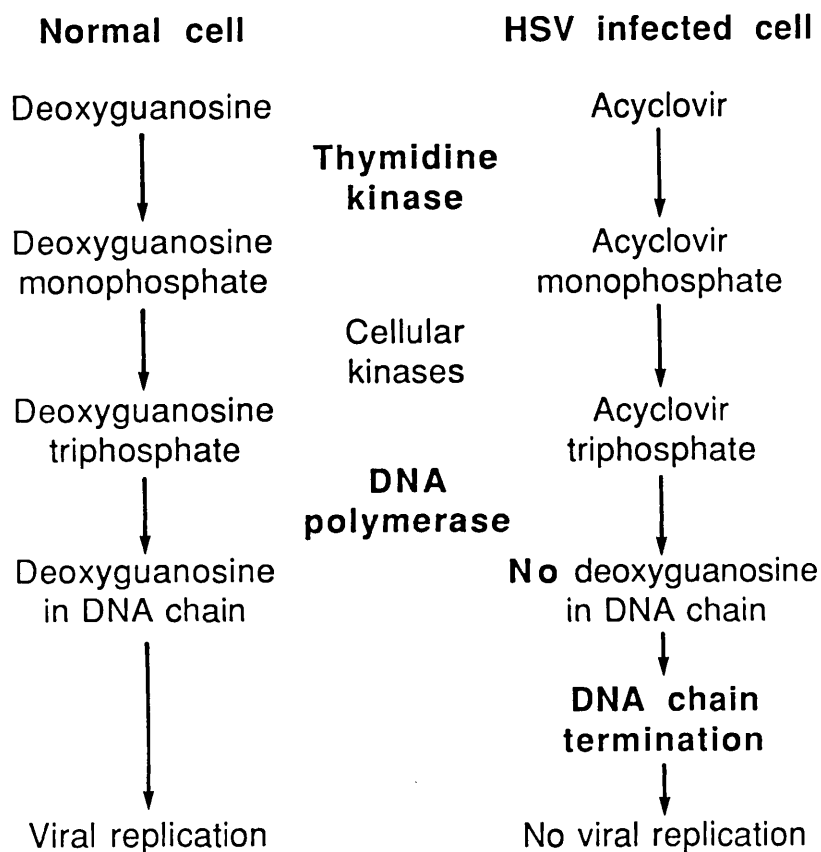 Normal cell
HSV infected cell
Deoxyguanosine
Acyclovir
Thymidine
kinase
Deoxyguanosine
monophosphate
Acyclovir
monophosphate
Cellular
kinases
Deoxyguanosine
triphosphate
Acyclovir
triphosphate
DNA
polymerase
Deoxyguanosine
in DNA chain
No deoxyguanosine
in DNA chain
DNA chain
termination
Viral replication
No viral replication